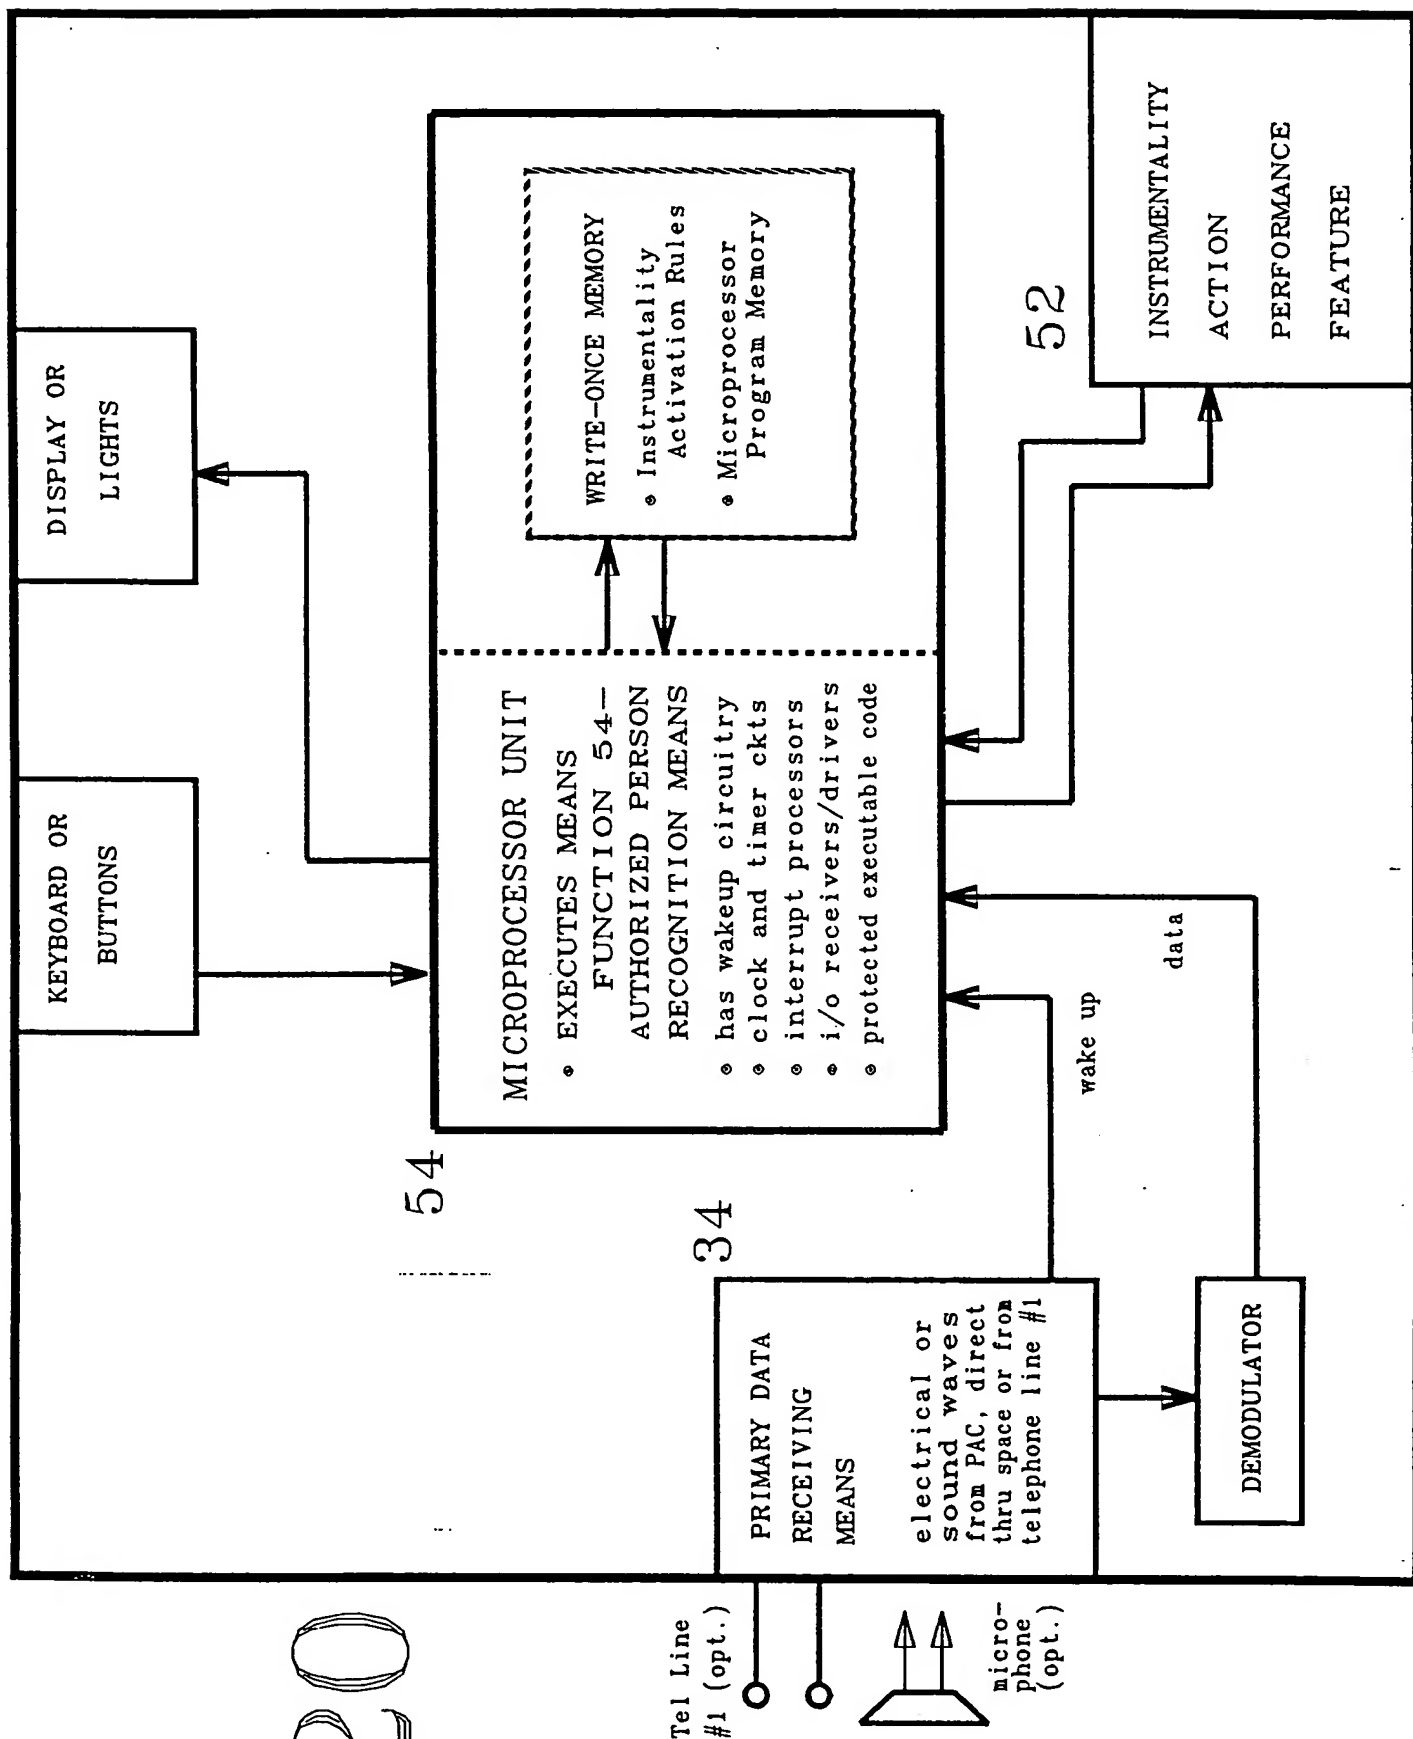 KEYBOARD OR
BUTTONS
DISPLAY OR
LIGHTS
54
MICROPROCESSOR UNIT
• EXECUTES MEANS
FUNCTION 54-
AUTHORIZED PERSON
RECOGNITION MEANS
• has wakeup circuitry
• clock and timer ckts
• interrupt processors
• i/o receivers/drivers
• protected executable code
WRITE-ONCE MEMORY
• Instrumentality
Activation Rules
• Microprocessor
Program Memory
Tel Line
#1 (opt.)
micro-
phone
(opt.)
34
PRIMARY DATA
RECEIVING
MEANS
electrical or
sound waves
from PAC, direct
thru space or from
telephone line #1
wake up
data
DEMODULATOR
52
INSTRUMENTALITY
ACTION
PERFORMANCE
FEATURE